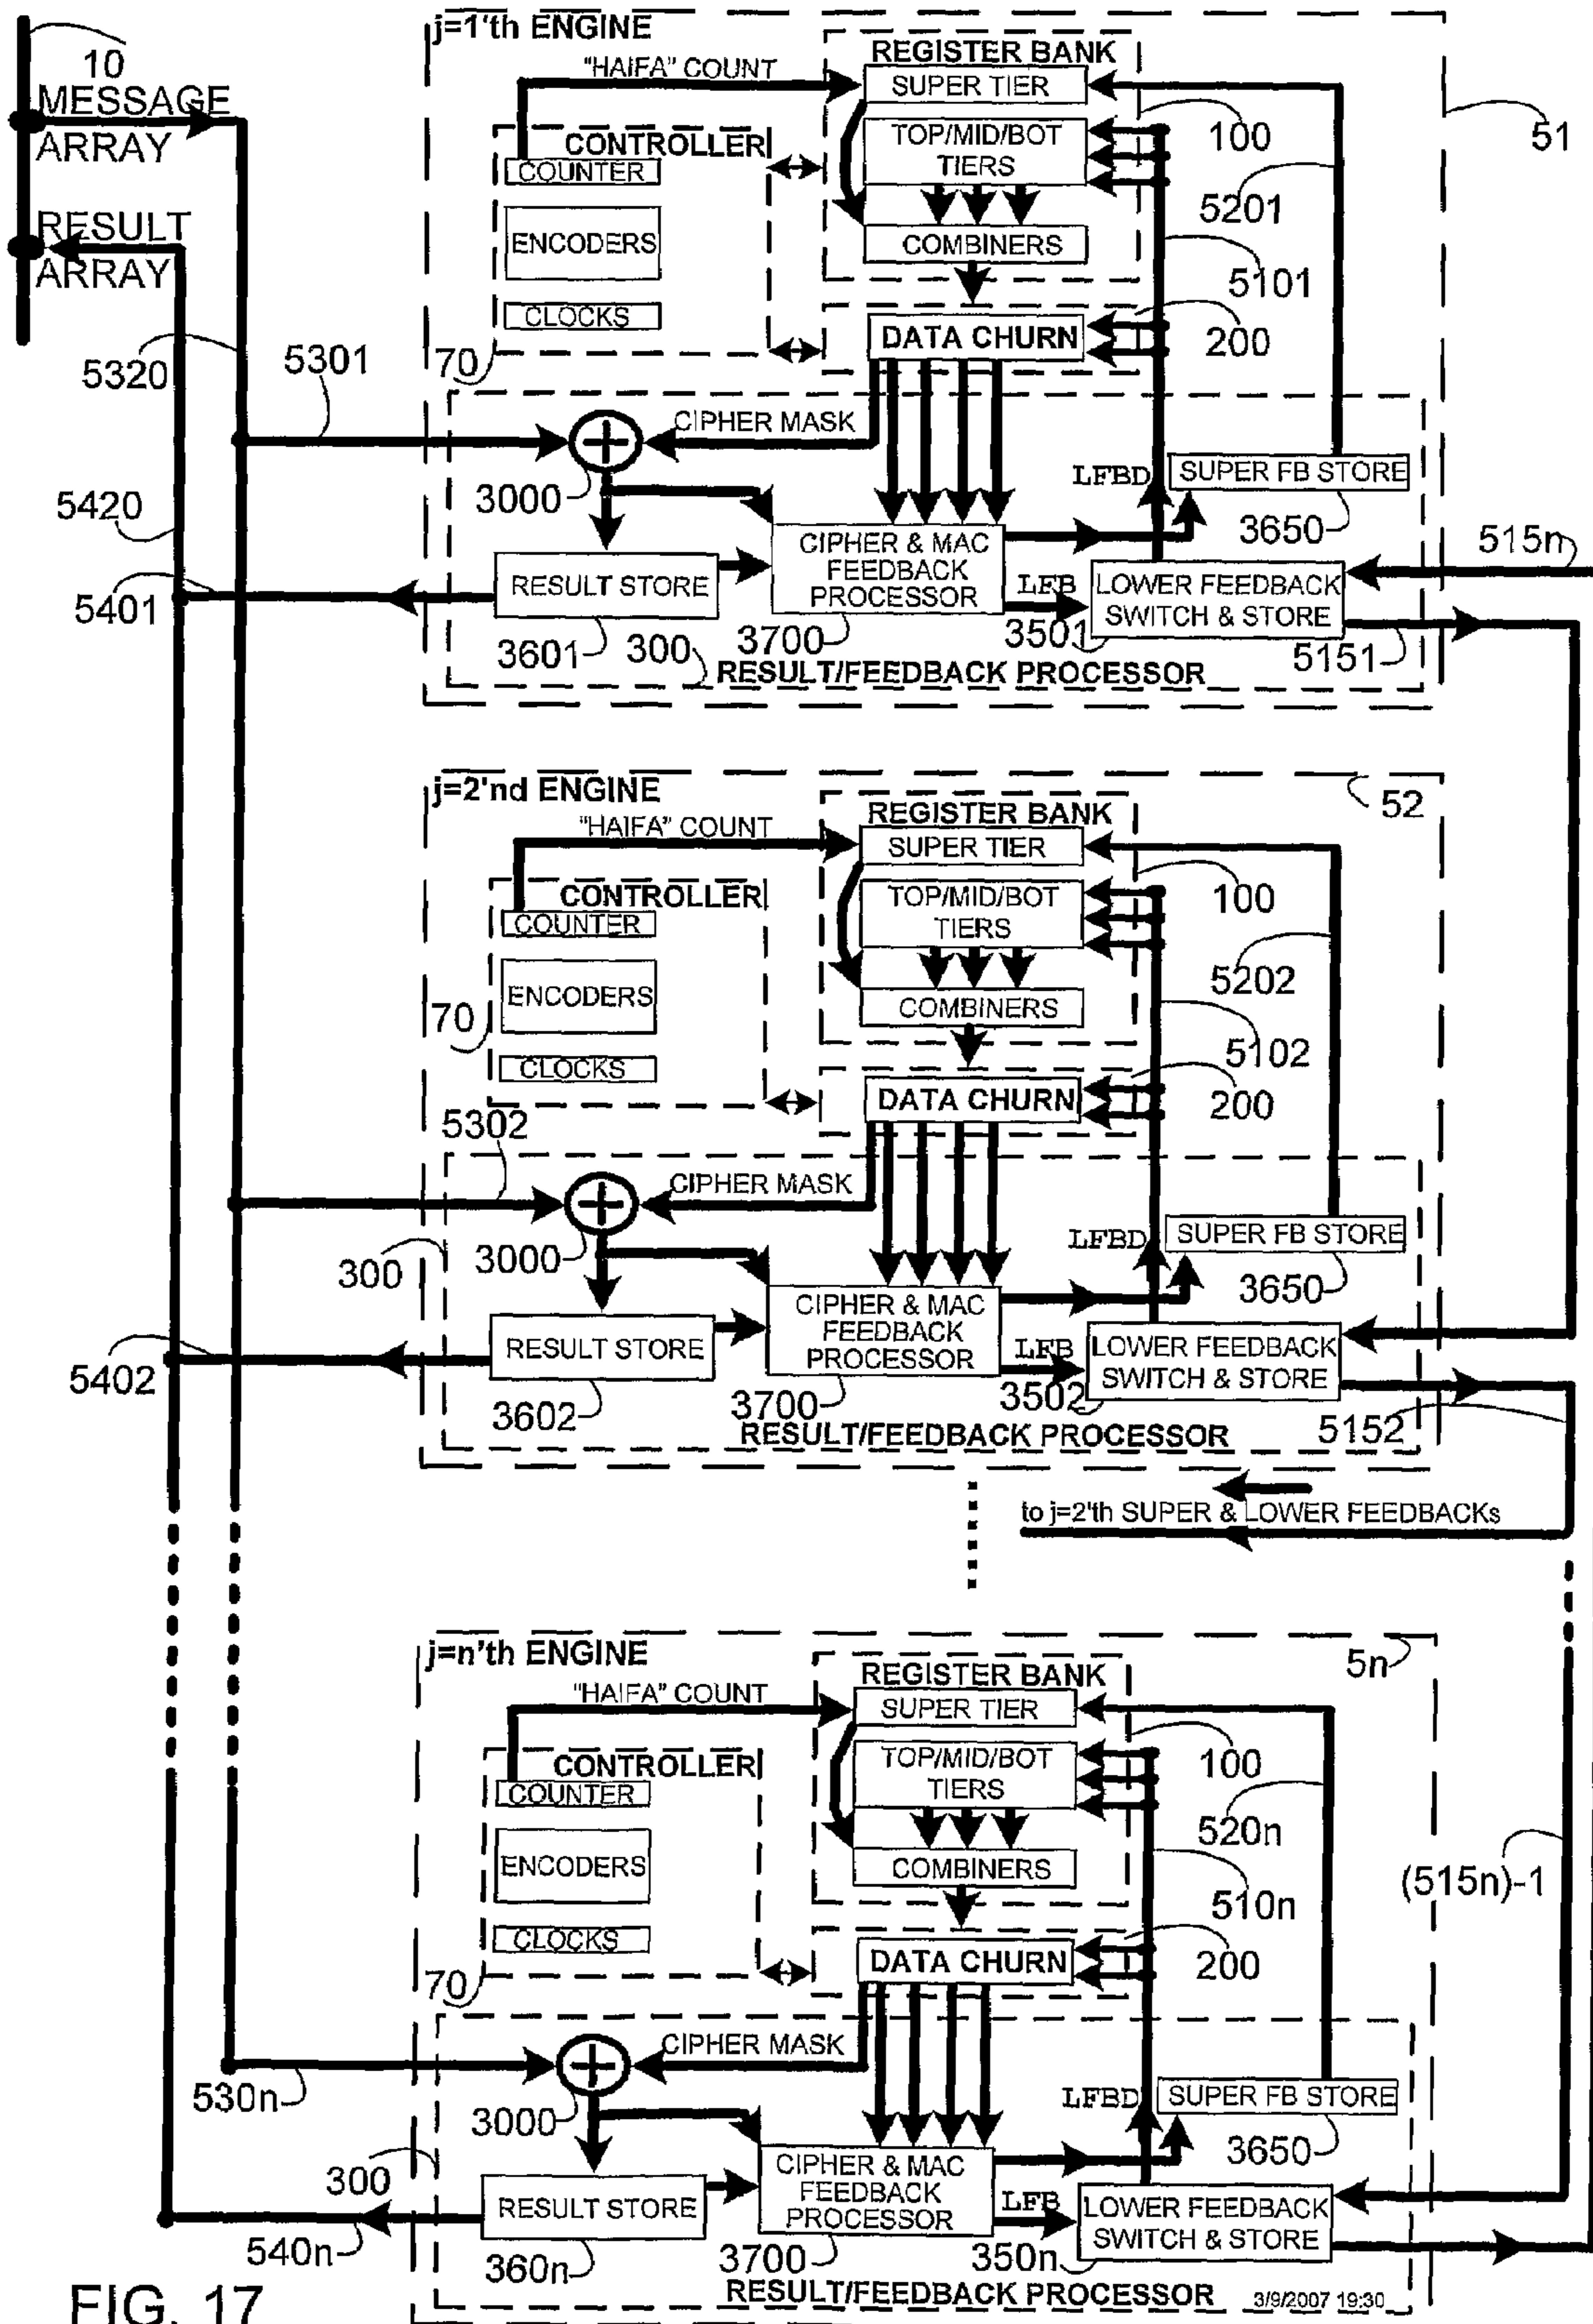 10
MESSAGE
ARRAY
RESULT
ARRAY
5320
5301
5420
5401
j=1'th ENGINE
"HAIFA" COUNT
REGISTER BANK
SUPER TIER
TOP/MID/BOT
TIERS
COMBINERS
CONTROLLER
COUNTER
ENCODERS
CLOCKS
70
100
51
5201
5101
DATA CHURN
200
CIPHER MASK
3000
LFBD
SUPER FB STORE
3650
515n
RESULT STORE
CIPHER & MAC
FEEDBACK
PROCESSOR
LFB
LOWER FEEDBACK
SWITCH & STORE
3601
300
3700
3501
5151
RESULT/FEEDBACK PROCESSOR
j=2'nd ENGINE
52
"HAIFA" COUNT
REGISTER BANK
SUPER TIER
TOP/MID/BOT
TIERS
COMBINERS
CONTROLLER
COUNTER
ENCODERS
CLOCKS
70
100
5202
5102
DATA CHURN
200
5302
CIPHER MASK
300
3000
LFBD
SUPER FB STORE
3650
RESULT STORE
CIPHER & MAC
FEEDBACK
PROCESSOR
LFB
LOWER FEEDBACK
SWITCH & STORE
5402
3602
3700
3502
5152
RESULT/FEEDBACK PROCESSOR
to j=2'th SUPER & LOWER FEEDBACKs
j=n'th ENGINE
5n
"HAIFA" COUNT
REGISTER BANK
SUPER TIER
TOP/MID/BOT
TIERS
COMBINERS
CONTROLLER
COUNTER
ENCODERS
CLOCKS
70
100
520n
510n
(515n)-1
DATA CHURN
200
CIPHER MASK
530n
3000
LFBD
SUPER FB STORE
3650
300
RESULT STORE
CIPHER & MAC
FEEDBACK
PROCESSOR
LFB
LOWER FEEDBACK
SWITCH & STORE
540n
360n
3700
350n
RESULT/FEEDBACK PROCESSOR
3/9/2007 19:30
FIG. 17